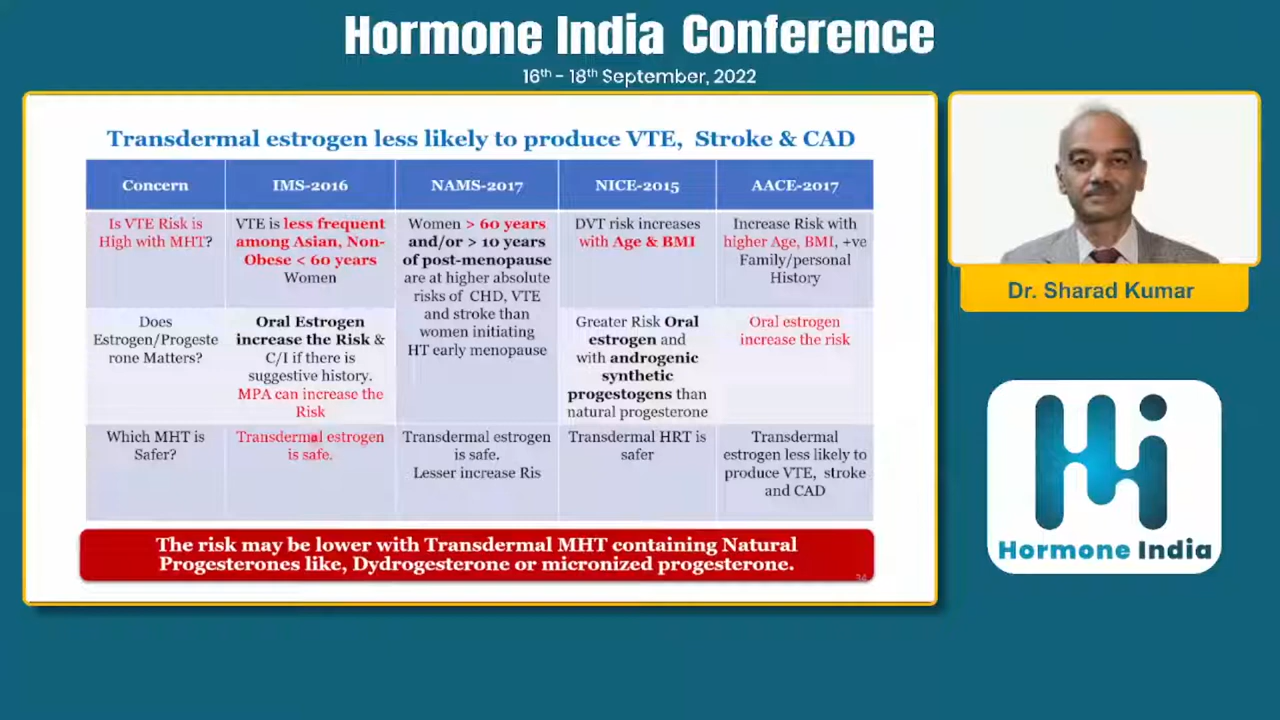 Hormone India Conference
16th - 18th September, 2022
Transdermal estrogen less likely to produce VTE, Stroke & CAD
Concern
IMS-2016
NAMS-2017
NICE-2015
AACE-2017
Is VTE Risk is
High with MHT?
VTE is less frequent
among Asian, Non-
Obese < 60 years
Women
Women > 60 years
and/or > 10 years
of post-menopause
are at higher absolute
risks of CHD, VTE
and stroke than
women initiating
HT early menopause
DVT risk increases
with Age & BMI
Increase Risk with
higher Age, BMI, +ve
Family/personal
History
Does
Estrogen/Progeste
rone Matters?
Oral Estrogen
increase the Risk &
C/I if there is
suggestive history.
MPA can increase the
Risk
Greater Risk Oral
estrogen and
with androgenic
synthetic
progestogens than
natural progesterone
Oral estrogen
increase the risk
Which MHT is
Safer?
Transdermal estrogen
is safe.
Transdermal estrogen
is safe.
Lesser increase Ris
Transdermal HRT is
safer
Transdermal
estrogen less likely to
produce VTE, stroke
and CAD
The risk may be lower with Transdermal MHT containing Natural
Progesterones like, Dydrogesterone or micronized progesterone.
34
Dr. Sharad Kumar
Hi
Hormone India